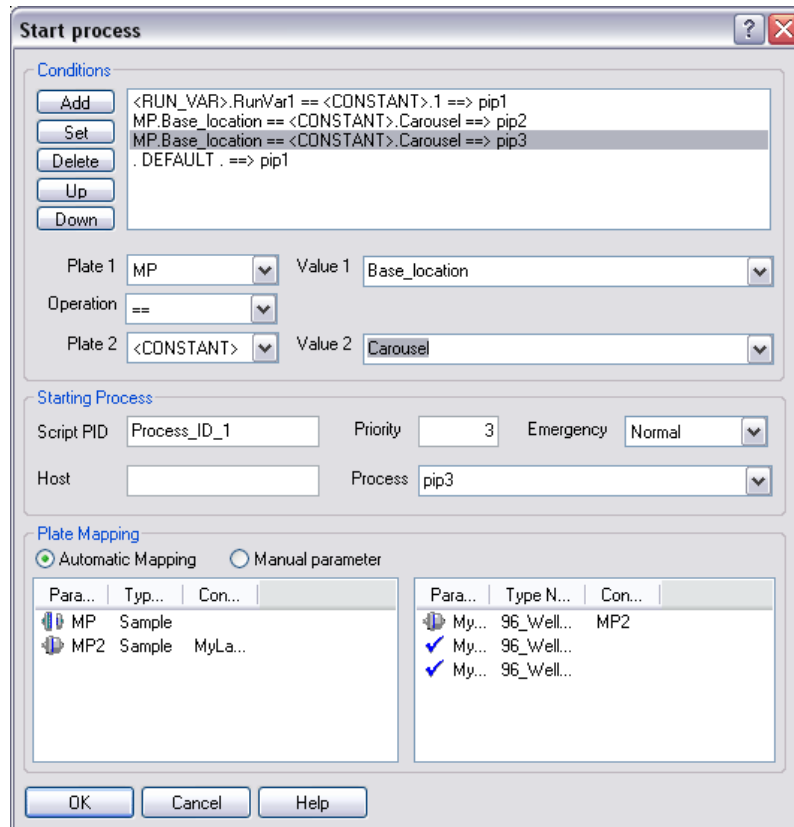 Start process
Conditions
Add
Set
Delete
Up
Down
<RUN_VAR>.RunVar1 == <CONSTANT>.1 ==> pip1
MP.Base_location == <CONSTANT>.Carousel ==> pip2
MP.Base_location == <CONSTANT>.Carousel ==> pip3
. DEFAULT . ==> pip1
Plate 1 MP Value 1 Base_location
Operation ==
Plate 2 <CONSTANT> Value 2 Carousel
Starting Process
Script PID Process_ID_1 Priority 3 Emergency Normal
Host Process pip3
Plate Mapping
Automatic Mapping Manual parameter
Para... Typ... Con...
MP Sample
MP2 Sample MyLa...
Para... Type N... Con...
My... 96_Well... MP2
My... 96_Well...
My... 96_Well...
OK Cancel Help